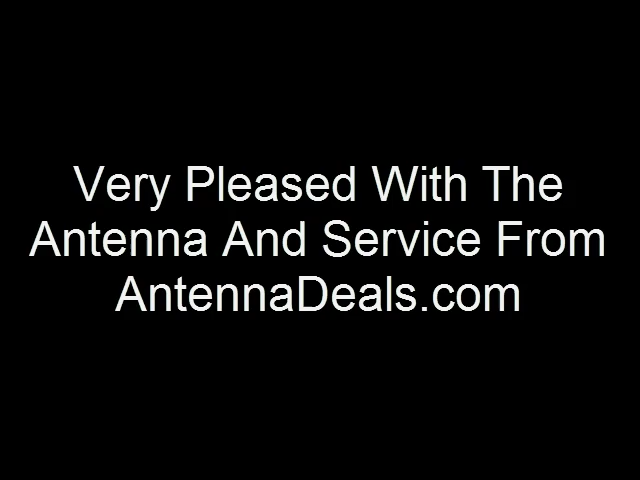 Very Pleased With The
Antenna And Service From
AntennaDeals.com